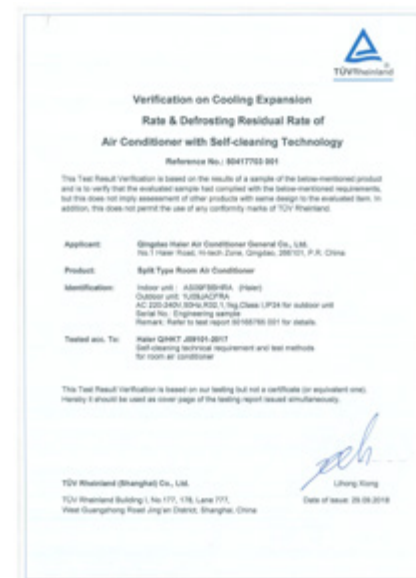 TÜVRheinland
Verification on Cooling Expansion
Rate & Defrosting Residual Rate of
Air Conditioner with Self-cleaning Technology
Reference No.: 60417703 001
This Test Result Verification is based on the results of a sample of the below-mentioned product
and is to verify that the evaluated sample had complied with the below-mentioned requirements,
but this does not imply assessment of other products with same design to the evaluated item. In
addition, this does not permit the use of any conformity marks of TÜV Rheinland.
Applicant: Qingdao Haier Air Conditioner General Co., Ltd.
No.1 Haier Road, Hi-tech Zone, Qingdao, 266101, P.R. China
Product: Split Type Room Air Conditioner
Identification: Indoor unit : (Haier)
Outdoor unit:
AC 220-240V,50Hz,R32,1.1kg,Class I,IP24 for outdoor unit
Serial No.: Engineering sample
Remark: Refer to test report 001 for details.
Tested acc. To: Haier Q/HKT J09101-2017
Self-cleaning technical requirement and test methods
for room air conditioner
This Test Result Verification is based on our testing but not a certificate (or equivalent one).
Hereby it should be used as cover page of the testing report issued simultaneously.
TÜV Rheinland (Shanghai) Co., Ltd.
Lihong Xiong
TÜV Rheinland Building I, No.177, 178, Lane 777,
Date of issue: 29.09.2018
West Guangzhong Road Jing'an District, Shanghai, China